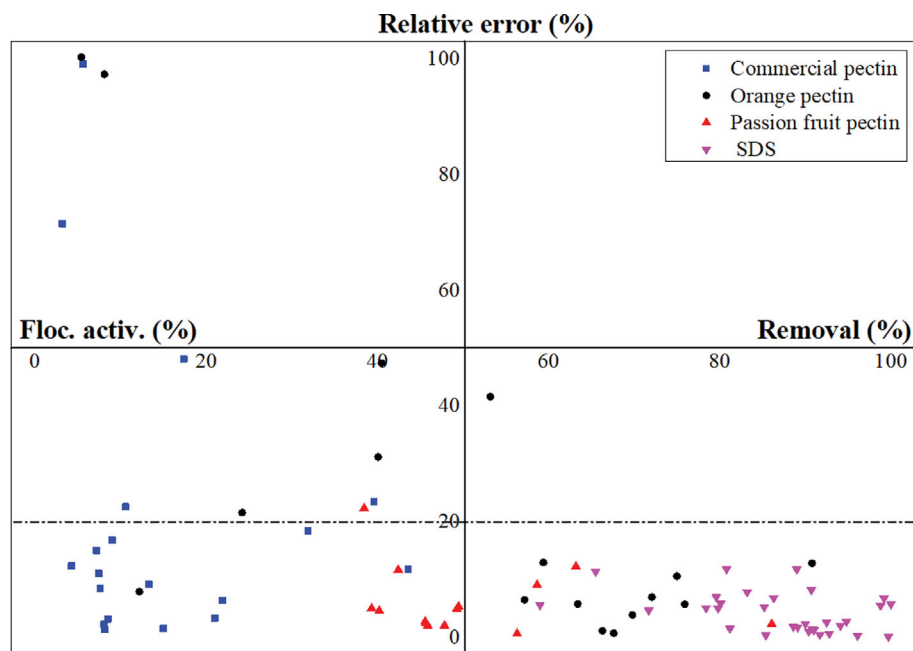 Relative error (%)
100
Commercial pectin
Orange pectin
Passion fruit pectin
SDS
80
60
Floc. activ. (%) Removal (%)
0 20 40 60 80 100
40
20
0